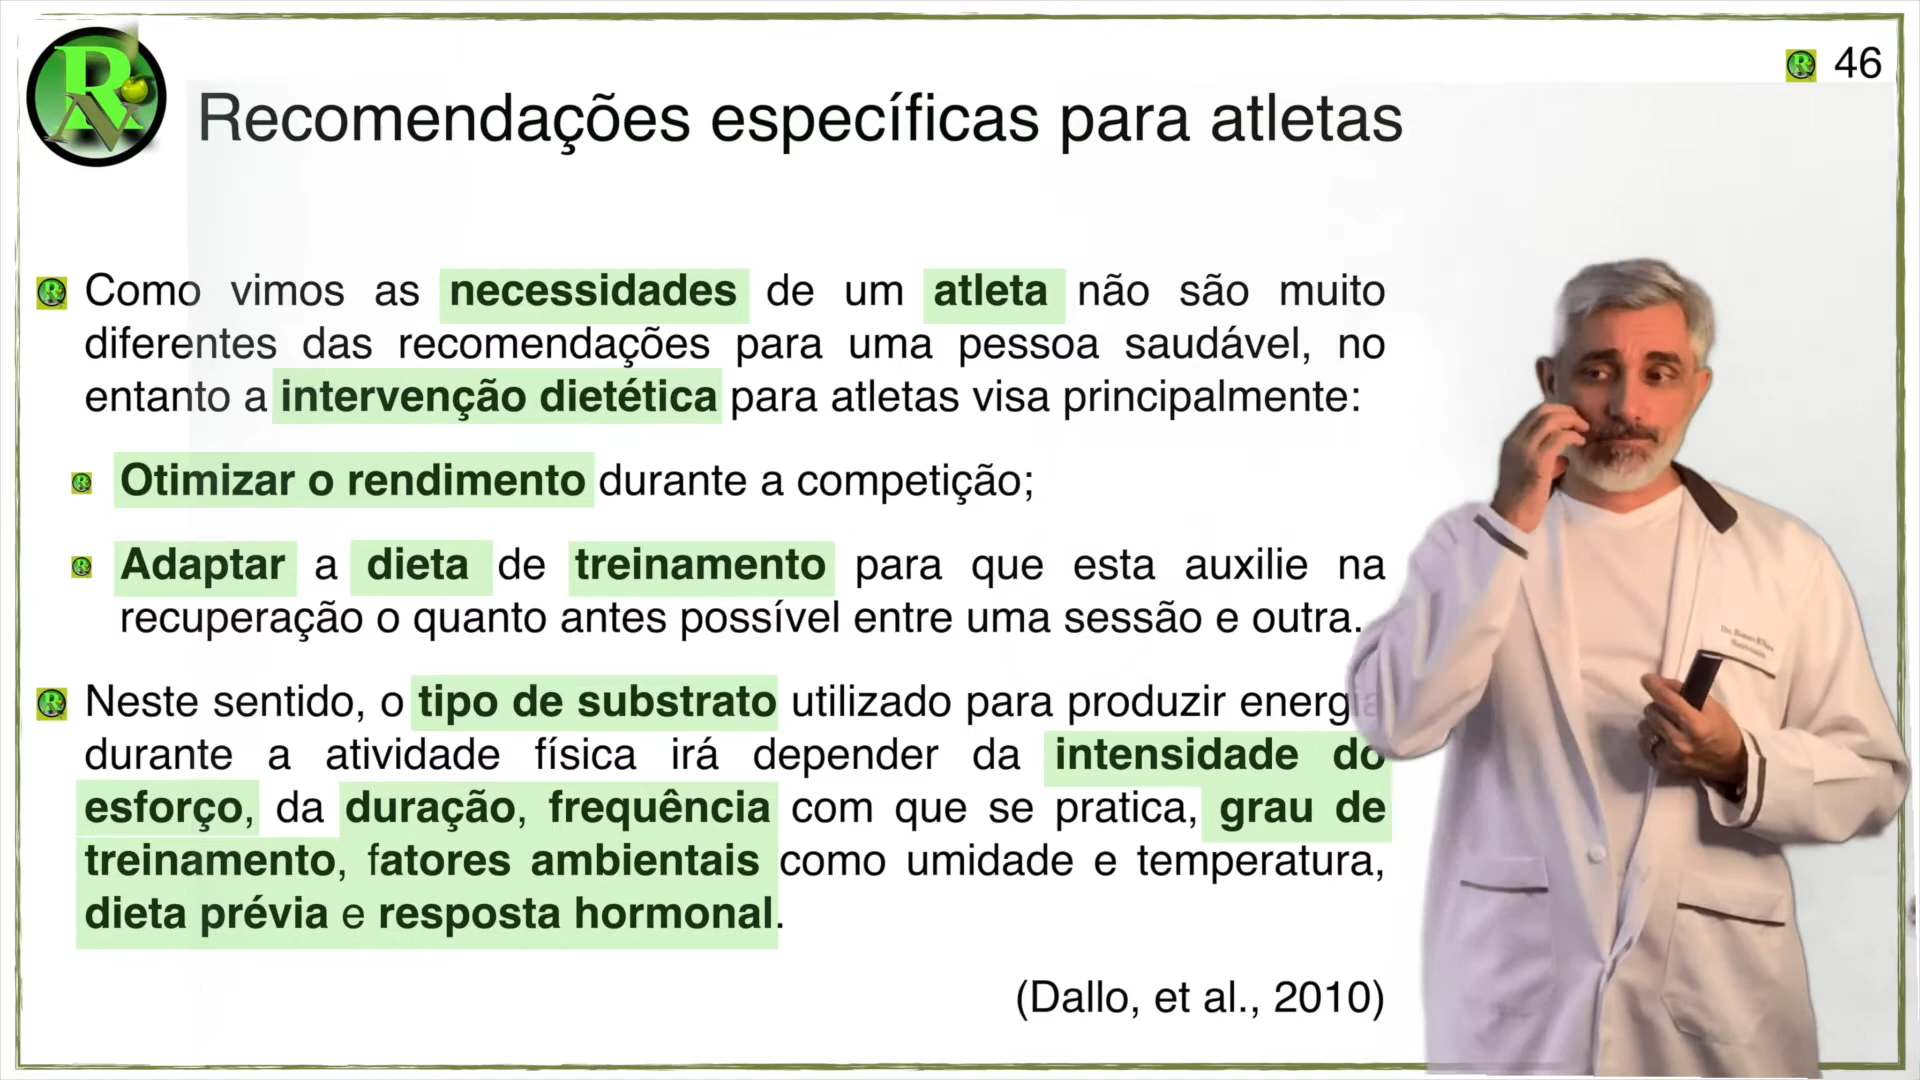 46
Recomendações específicas para atletas
Como vimos as necessidades de um atleta não são muito
diferentes das recomendações para uma pessoa saudável, no
entanto a intervenção dietética para atletas visa principalmente:
Otimizar o rendimento durante a competição;
Adaptar a dieta de treinamento para que esta auxilie na
recuperação o quanto antes possível entre uma sessão e outra.
Neste sentido, o tipo de substrato utilizado para produzir energia
durante a atividade física irá depender da intensidade do
esforço, da duração, frequência com que se pratica, grau de
treinamento, fatores ambientais como umidade e temperatura,
dieta prévia e resposta hormonal.
(Dallo, et al., 2010)